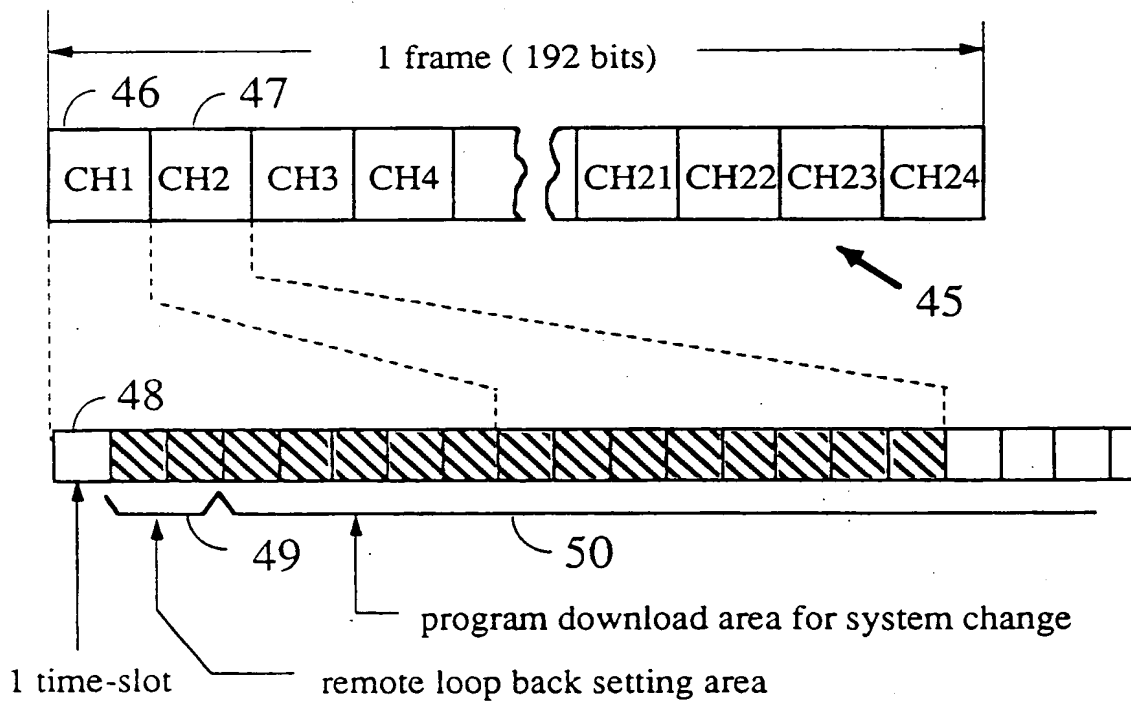 1 frame ( 192 bits)
46 47
CH1 CH2 CH3 CH4 CH21 CH22 CH23 CH24
45
48
49 50
program download area for system change
1 time-slot remote loop back setting area